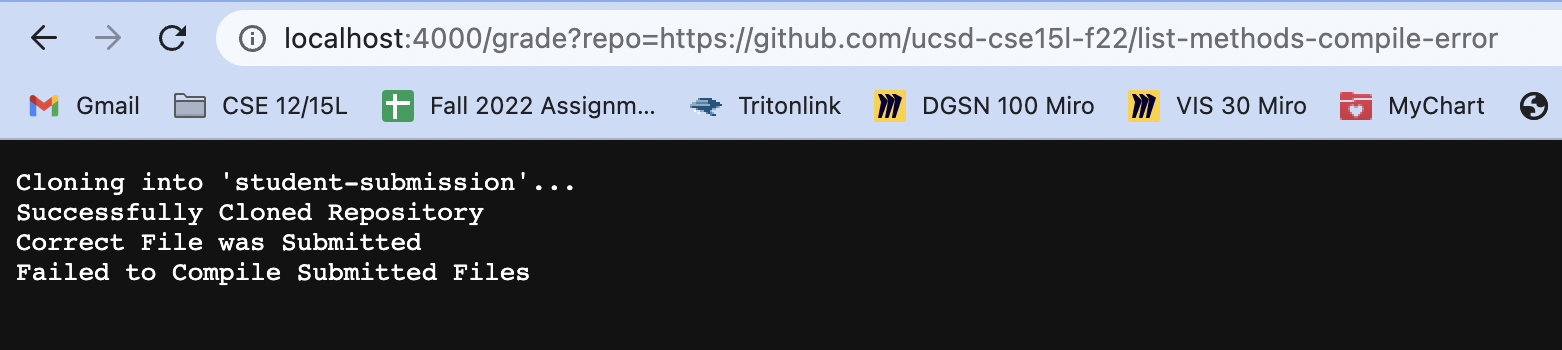 localhost:4000/grade?repo=https://github.com/ucsd-cse15l-f22/list-methods-compile-error
Gmail CSE 12/15L Fall 2022 Assignm... Tritonlink DGSN 100 Miro VIS 30 Miro MyChart
Cloning into 'student-submission'...
Successfully Cloned Repository
Correct File was Submitted
Failed to Compile Submitted Files